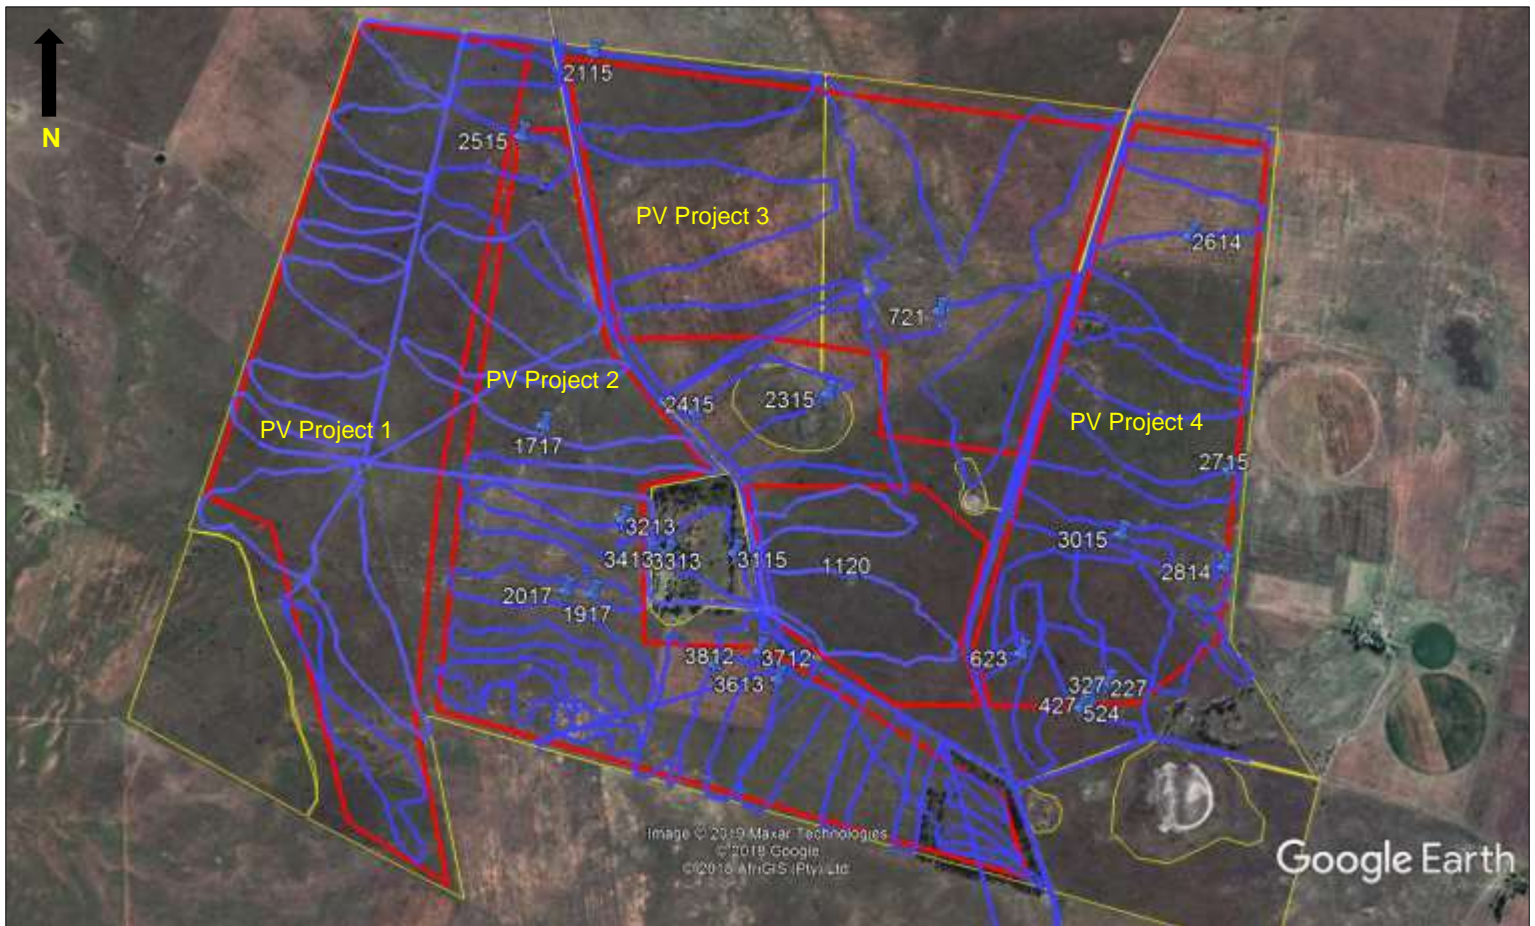 N
2115
2515
PV Project 3
2614
721
PV Project 2
2415
2315
PV Project 1
1717
PV Project 4
2715
3213
3015
3413
3313
3115
1120
2814
2017
1917
3812
3712
623
3613
327
227
427
524
Image © 2019 Maxar Technologies
© 2018 Google
© 2018 AfriGIS (Pty) Ltd
Google Earth